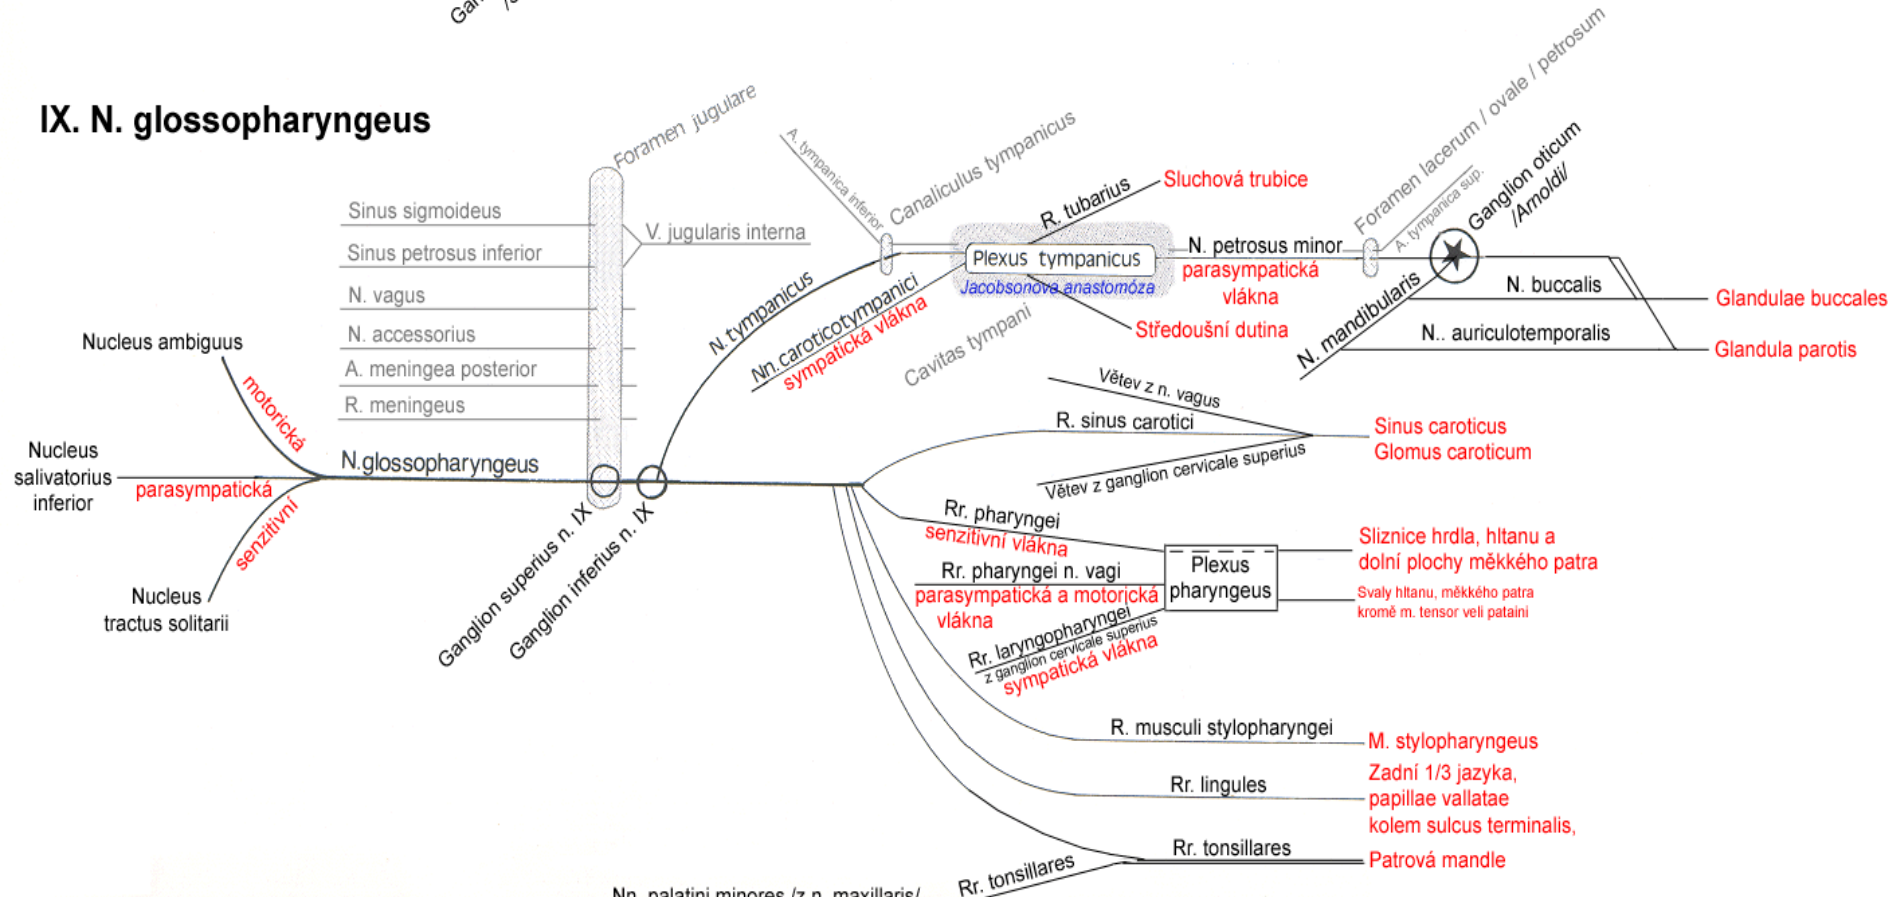 Gan
IX. N. glossopharyngeus
Foramen jugulare
Sinus sigmoideus
Sinus petrosus inferior
N. vagus
N. accessorius
A. meningea posterior
R. meningeus
V. jugularis interna
A. tympanica inferior
Canaliculus tympanicus
R. tubarius
Sluchová trubice
Plexus tympanicus
Jacobsonova anastomóza
Středoušní dutina
Cavitas tympani
N. tympanicus
Nn. caroticotympanici
sympatická vlákna
N. petrosus minor
parasympatická
vlákna
Foramen lacerum / ovale / petrosum
A. tympanica sup.
Ganglion oticum
/Arnoldi/
N. mandibularis
N. buccalis
Glandulae buccales
N.. auriculotemporalis
Glandula parotis
Nucleus ambiguus
motorická
Nucleus
salivatorius
inferior
parasympatická
senzitivní
Nucleus
tractus solitarii
N.glossopharyngeus
Ganglion superius n. IX
Ganglion inferius n. IX
Větev z n. vagus
R. sinus carotici
Větev z ganglion cervicale superius
Sinus caroticus
Glomus caroticum
Rr. pharyngei
senzitivní vlákna
Rr. pharyngei n. vagi
parasympatická a motorická
vlákna
Rr. laryngopharyngei
z ganglion cervicale superius
sympatická vlákna
Plexus
pharyngeus
Sliznice hrdla, hltanu a
dolní plochy měkkého patra
Svaly hltanu, měkkého patra
kromě m. tensor veli pataini
R. musculi stylopharyngei
M. stylopharyngeus
Rr. lingules
Zadní 1/3 jazyka,
papillae vallatae
kolem sulcus terminalis,
Rr. tonsillares
Patrová mandle
Rr. tonsillares
Nn. palatini minores /z n. maxillaris/